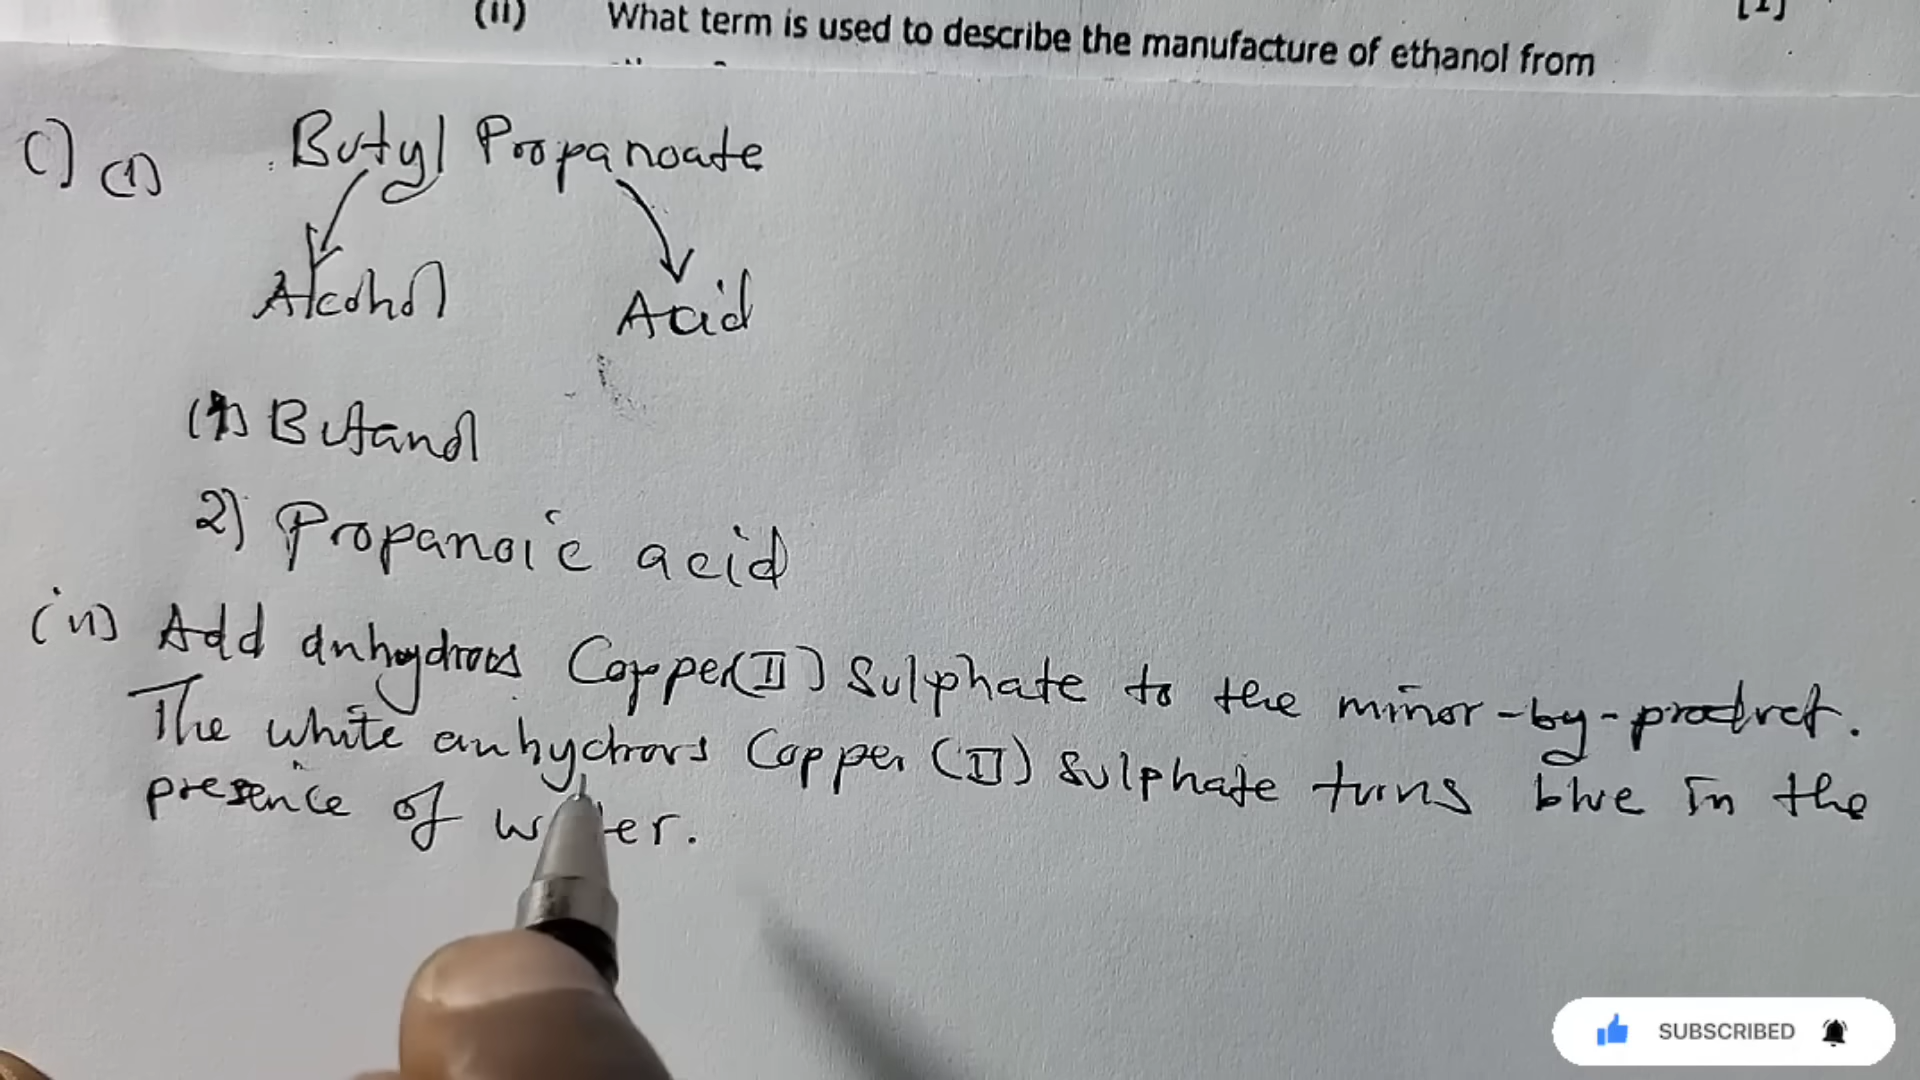 (ii) What term is used to describe the manufacture of ethanol from
[1]
C) (1) Butyl Propanoate
Alcohol Acid
(1) Butanol
2) Propanoic acid
(ii) Add anhydrous Copper(II) Sulphate to the minor-by-product.
The white anhydrous Copper (II) Sulphate turns blue in the
presence of water.
SUBSCRIBED